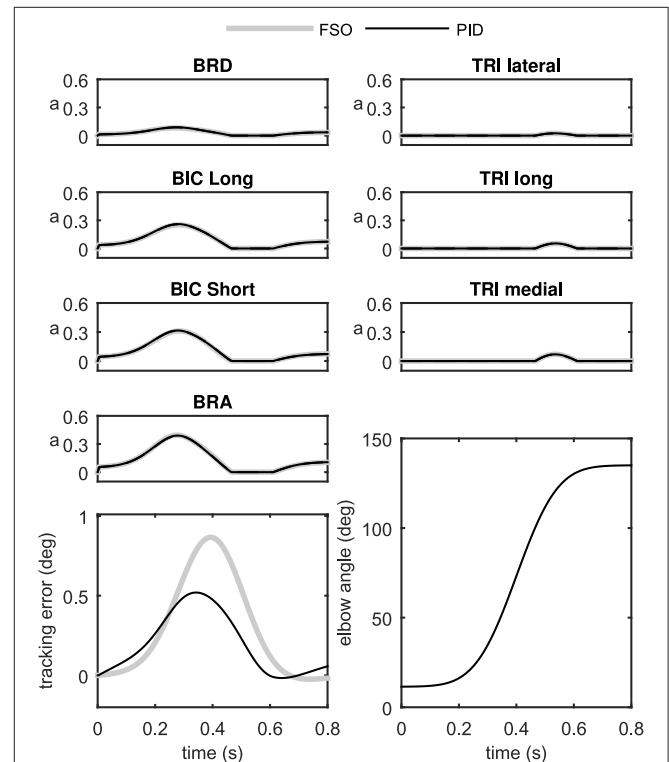 FSO PID
BRD
0.6
0.3
0
a
TRI lateral
0.6
0.3
0
a
BIC Long
0.6
0.3
0
a
TRI long
0.6
0.3
0
a
BIC Short
0.6
0.3
0
a
TRI medial
0.6
0.3
0
a
BRA
0.6
0.3
0
a
1
0.5
0
tracking error (deg)
0 0.2 0.4 0.6 0.8
time (s)
150
100
50
0
elbow angle (deg)
0 0.2 0.4 0.6 0.8
time (s)